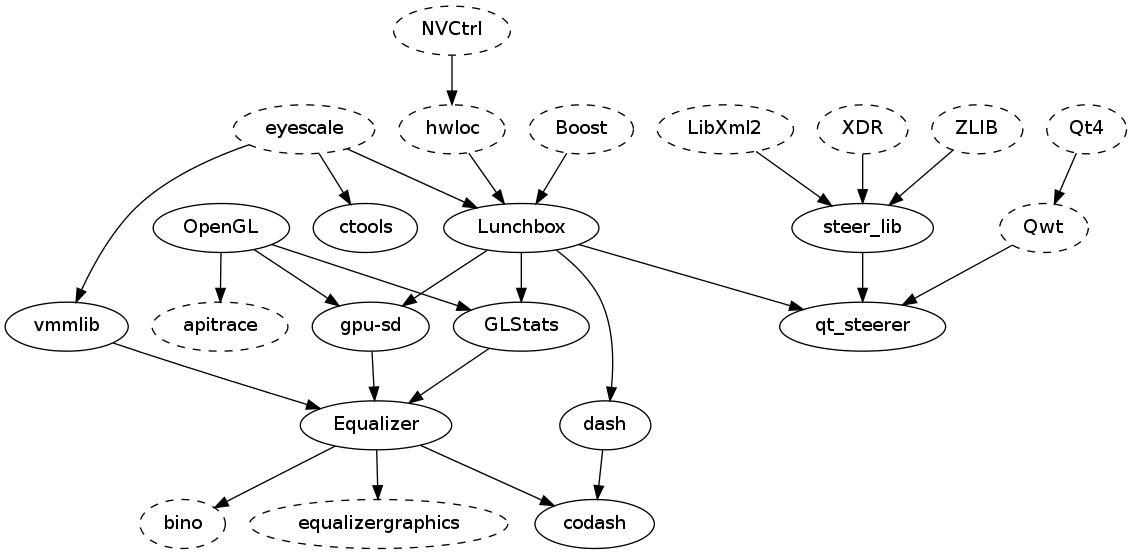 NVCtrl
eyescale
hwloc
Boost
LibXml2
XDR
ZLIB
Qt4
OpenGL
ctools
Lunchbox
steer_lib
Qwt
vmmlib
apitrace
gpu-sd
GLStats
qt_steerer
Equalizer
dash
bino
equalizergraphics
codash